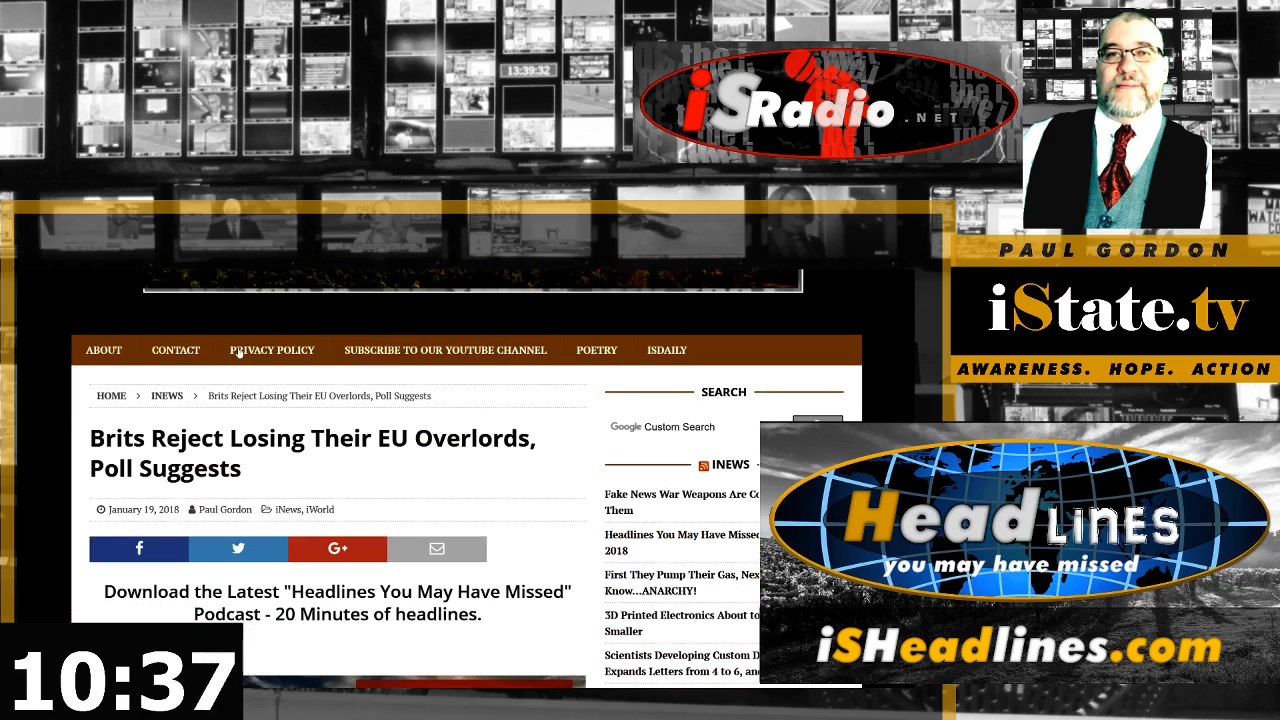 13:39:32
iSRadio
.NET
PAUL GORDON
iState.tv
AWARENESS. HOPE. ACTION
ABOUT CONTACT PRIVACY POLICY SUBSCRIBE TO OUR YOUTUBE CHANNEL POETRY ISDAILY
HOME > INEWS > Brits Reject Losing Their EU Overlords, Poll Suggests
Brits Reject Losing Their EU Overlords,
Poll Suggests
January 19, 2018 Paul Gordon iNews, iWorld
f G+
Download the Latest "Headlines You May Have Missed"
Podcast - 20 Minutes of headlines.
SEARCH
Google Custom Search
INEWS
Fake News War Weapons Are
Them
Headlines You May Have Missed
2018
First They Pump Their Gas,
Know...ANARCHY!
3D Printed Electronics About to
Smaller
Scientists Developing Custom
Expands Letters from 4 to 6,
HeadLINES
you may have missed
iSHeadlines.com
10:37